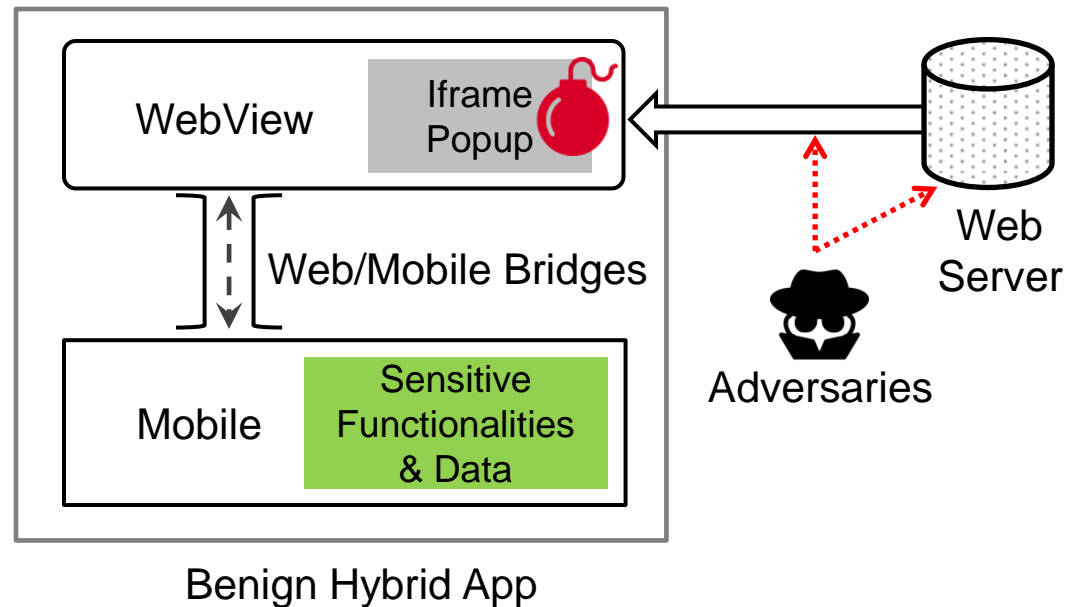 WebView
Iframe
Popup
Web/Mobile Bridges
Mobile
Sensitive
Functionalities
& Data
Web
Server
Adversaries
Benign Hybrid App